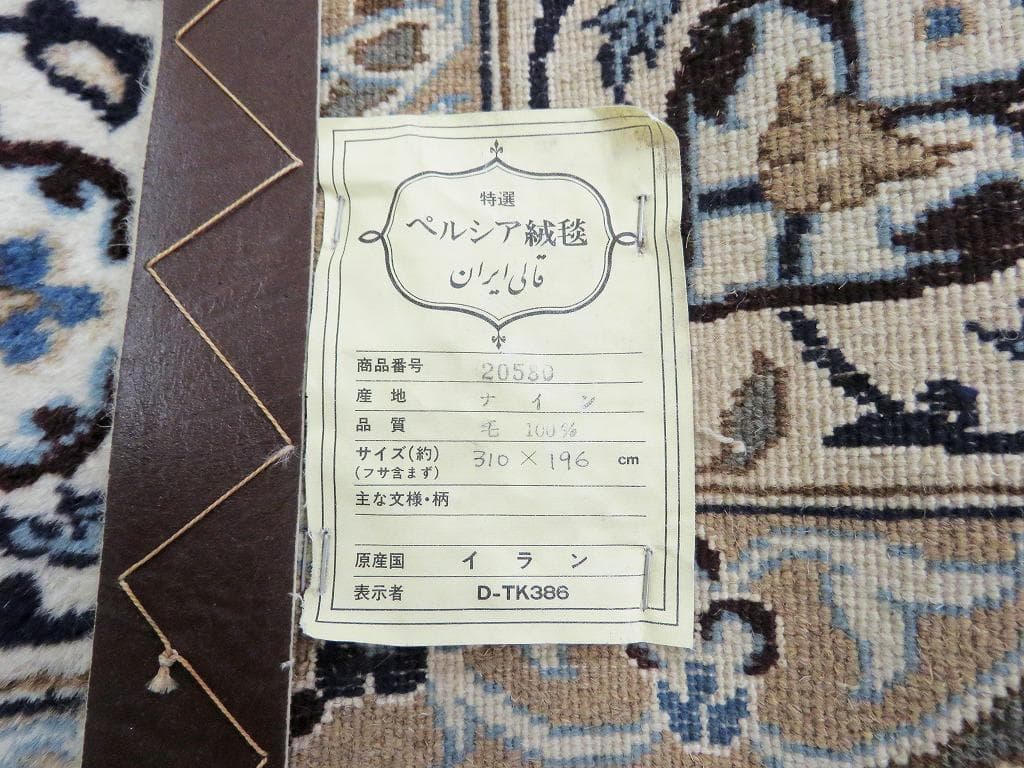 特選
ペルシア絨毯
قالی ایران
商品番号 20580
産地 ナイン
品質 毛 100%
サイズ(約) 310×196 cm
(フサ含まず)
主な文様・柄
原産国 イラン
表示者 D-TK386